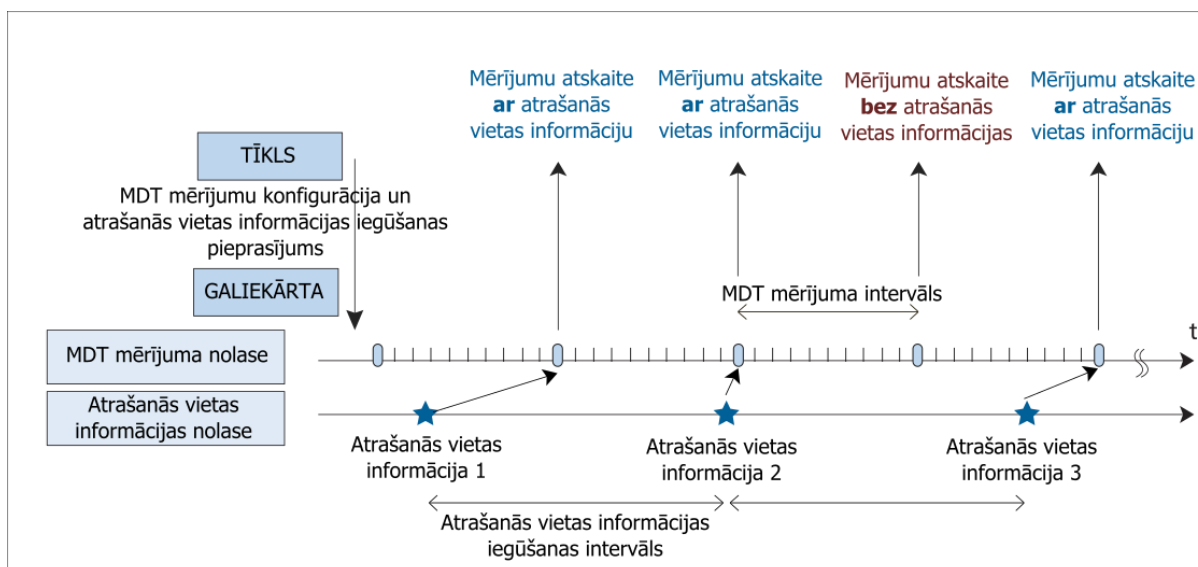 Mērījumu atskaite
ar atrašanās
vietas informāciju
Mērījumu atskaite
ar atrašanās
vietas informāciju
Mērījumu atskaite
bez atrašanās
vietas informācijas
Mērījumu atskaite
ar atrašanās
vietas informāciju
TĪKLS
MDT mērījumu konfigurācija un
atrašanās vietas informācijas iegūšanas
pieprasījums
GALIEKĀRTA
MDT mērījuma intervāls
t
MDT mērījuma nolase
Atrašanās vietas
informācijas nolase
Atrašanās vietas
informācija 1
Atrašanās vietas
informācija 2
Atrašanās vietas
informācija 3
Atrašanās vietas informācijas
iegūšanas intervāls